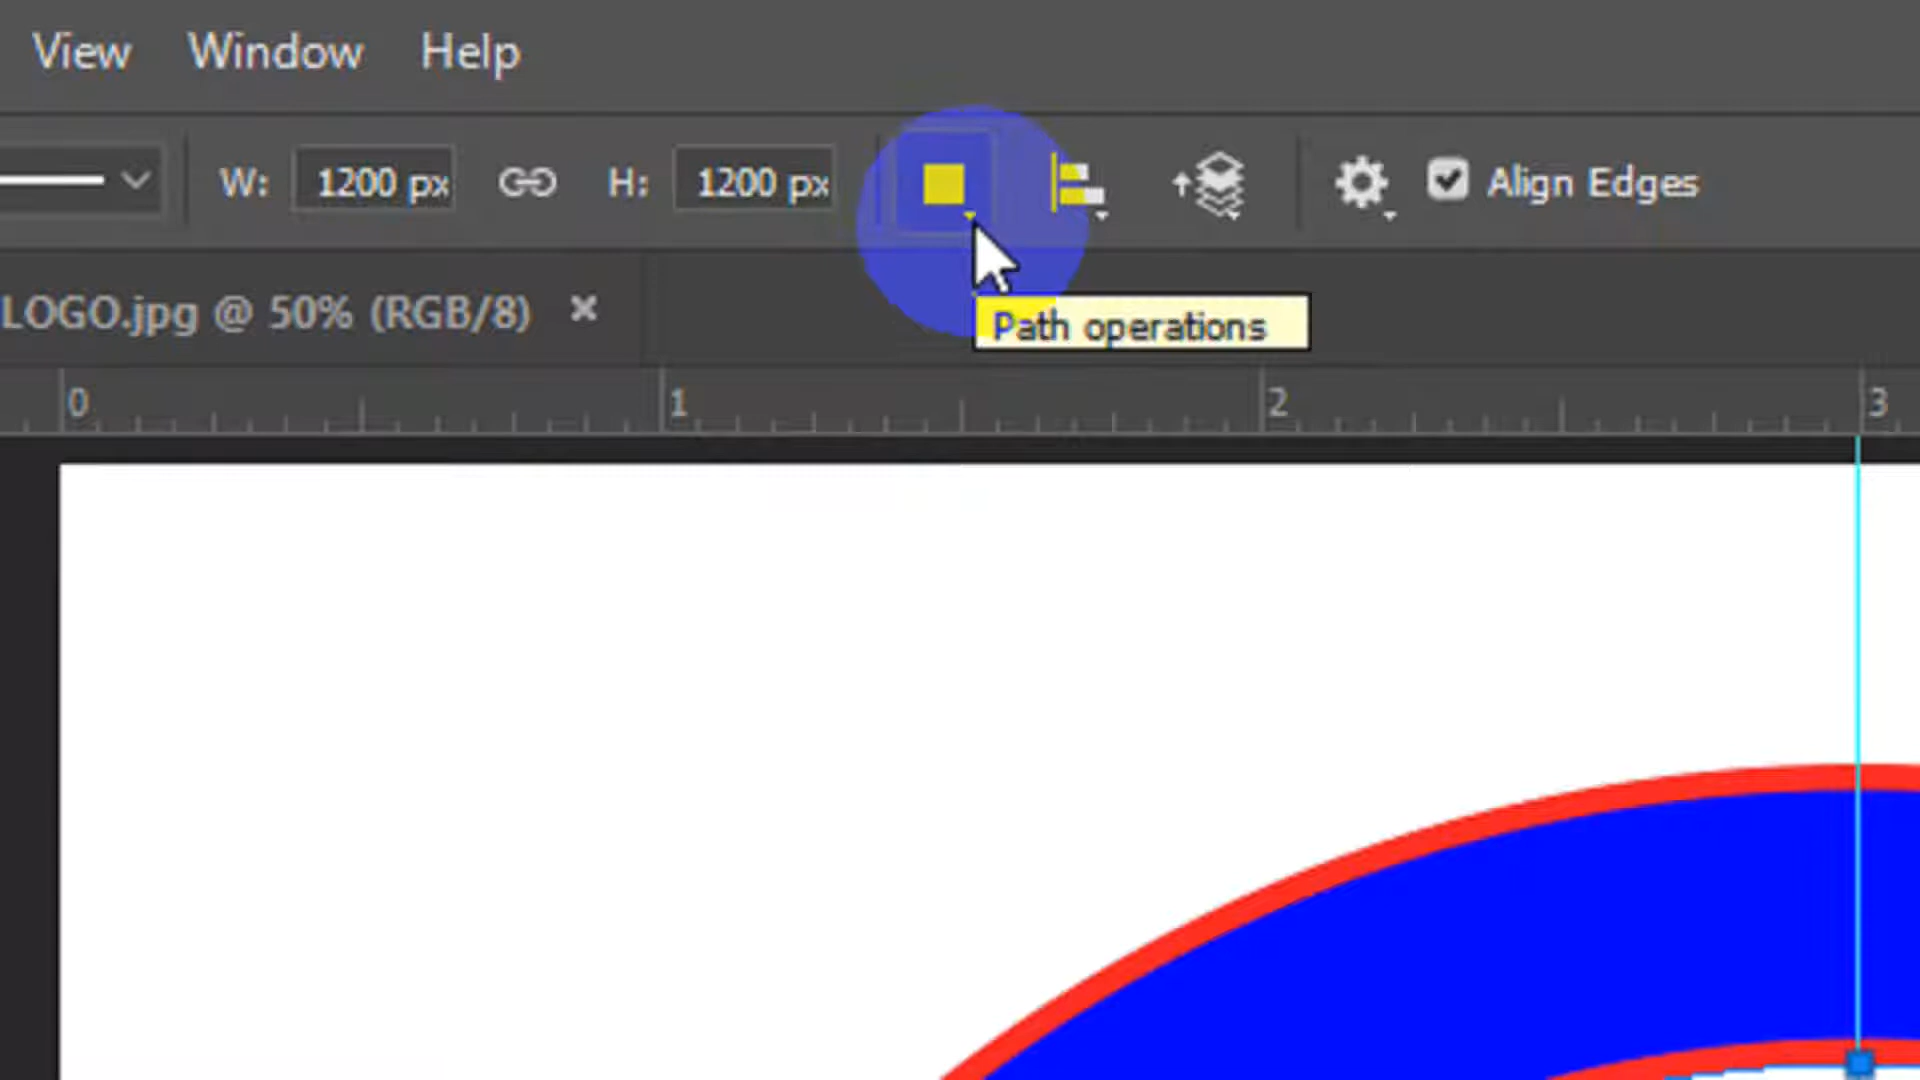 View Window Help
W: 1200 px H: 1200 px Align Edges
LOGO.jpg @ 50% (RGB/8) ×
Path operations
0 1 2 3